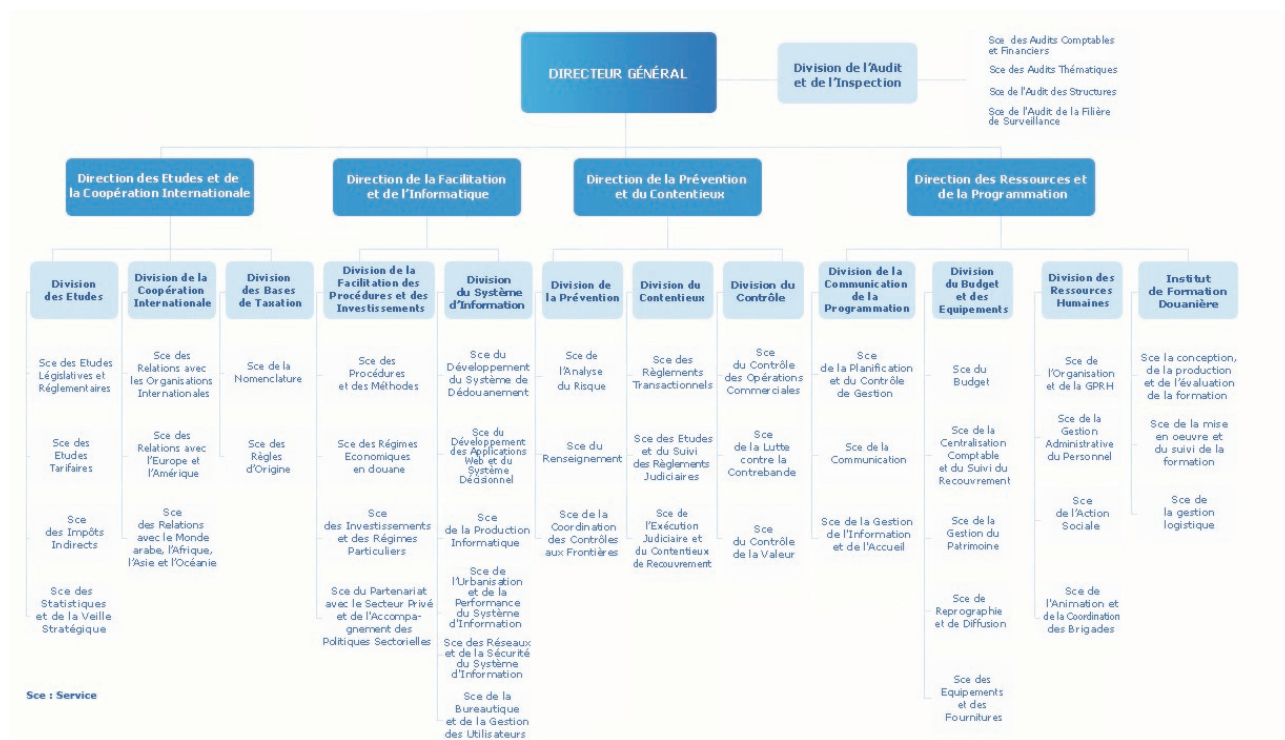 DIRECTEUR GÉNÉRAL
Division de l'Audit
et de l'Inspection
Sce des Audits Comptables
et Financiers
Sce des Audits Thématiques
Sce de l'Audit des Structures
Sce de l'Audit de la Filière
de Surveillance
Direction des Etudes et de
la Coopération Internationale
Direction de la Facilitation
et de l'Informatique
Direction de la Prévention
et du Contentieux
Direction des Ressources et
de la Programmation
Division
des Etudes
Division de la
Coopération
Internationale
Division
des Bases
de Taxation
Division de la
Facilitation des
Procédures et des
Investissements
Division
du Système
d'Information
Division de
la Prévention
Division du
Contentieux
Division du
Contrôle
Division de la
Communication
de la
Programmation
Division
du Budget
et des
Equipements
Division des
Ressources
Humaines
Institut
de Formation
Douanière
Sce des Etudes
Législatives et
Réglementaires
Sce des
Etudes
Tarifaires
Sce
des Impôts
Indirects
Sce des
Statistiques
et de la Veille
Stratégique
Sce des
Relations avec
les Organisations
Internationales
Sce des
Relations avec
l'Europe et
l'Amérique
Sce
des Relations
avec le Monde
arabe, l'Afrique,
l'Asie et l'Océanie
Sce de la
Nomenclature
Sce des
Règles
d'Origine
Sce des
Procédures
et des Méthodes
Sce des Régimes
Economiques
en douane
Sce
des Investissements
et des Régimes
Particuliers
Sce du Partenariat
avec le Secteur Privé
et de l'Accompa-
gnement des
Politiques Sectorielles
Sce du
Développement
du Système de
Dédouanement
Sce du
Développement
des Applications
Web et du
Système
Décisionnel
Sce
de la Production
Informatique
Sce de
l'Urbanisation
et de la
Performance
du Système
d'Information
Sce des Réseaux
et de la Sécurité
du Système
d'Information
Sce de la
Bureautique
et de la Gestion
des Utilisateurs
Sce de
l'Analyse
du Risque
Sce du
Renseignement
Sce de la
Coordination
des Contrôles
aux Frontières
Sce des
Règlements
Transactionnels
Sce des Etudes
et du Suivi
des Règlements
Judiciaires
Sce de
l'Exécution
Judiciaire et
du Contentieux
de Recouvrement
Sce
du Contrôle
des Opérations
Commerciales
Sce
de la Lutte
contre la
Contrebande
Sce
du Contrôle
de la Valeur
Sce
de la Planification
et du Contrôle
de Gestion
Sce de la
Communication
Sce de la Gestion
de l'Information
et de l'Accueil
Sce du
Budget
Sce de la
Centralisation
Comptable
et du Suivi du
Recouvrement
Sce de la
Gestion du
Patrimoine
Sce de
Reprographie
et de Diffusion
Sce des
Equipements
et des
Fournitures
Sce de
l'Organisation
et de la GPRH
Sce de la
Gestion
Administrative
du Personnel
Sce
de l'Action
Sociale
Sce de
l'Animation et
de la Coordination
des Brigades
Sce la conception,
de la production
et de l'évaluation
de la formation
Sce de la mise
en oeuvre et
du suivi de la
formation
Sce de
la gestion
logistique
Sce : Service